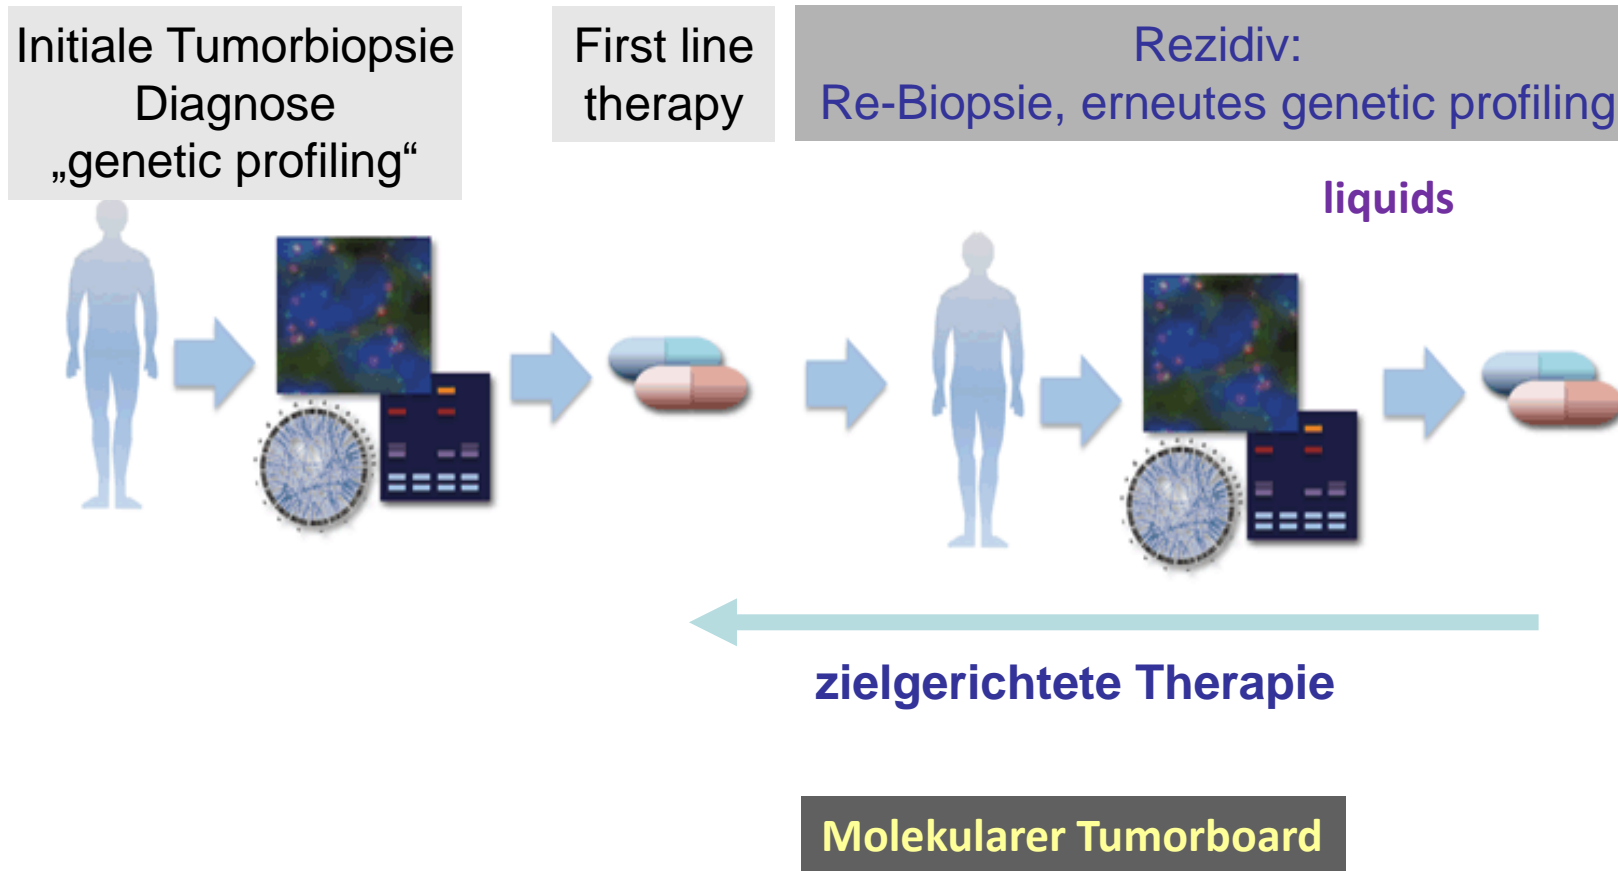 Initiale Tumorbiopsie
Diagnose
„genetic profiling“
First line
therapy
Rezidiv:
Re-Biopsie, erneutes genetic profiling
liquids
zielgerichtete Therapie
Molekularer Tumorboard